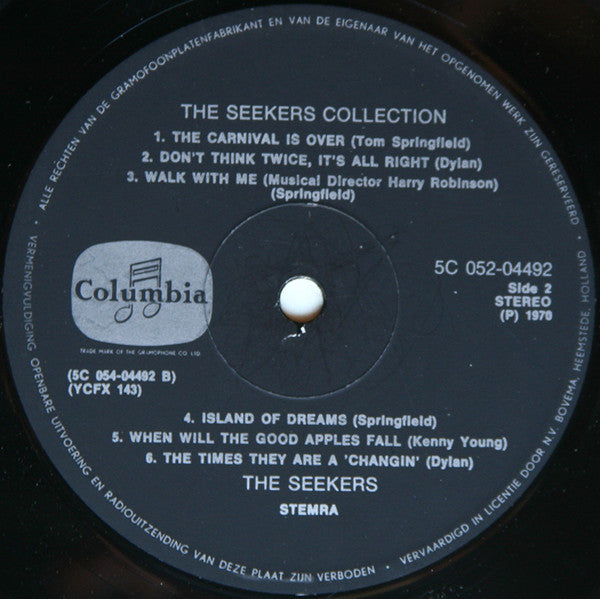 ALLE RECHTEN VAN DE GRAMOFOONPLATENFABRIKANT EN VAN DE EIGENAAR VAN HET OPGENOMEN WERK ZIJN GERESERVEERD •
THE SEEKERS COLLECTION
1. THE CARNIVAL IS OVER (Tom Springfield)
2. DON'T THINK TWICE, IT'S ALL RIGHT (Dylan)
3. WALK WITH ME (Musical Director Harry Robinson)
(Springfield)
Columbia
TRADE MARK OF THE GRAMOPHONE CO. LTD.
5C 052-04492
Side 2
STEREO
(P) 1970
(5C 054-04492 B)
(YCFX 143)
4. ISLAND OF DREAMS (Springfield)
5. WHEN WILL THE GOOD APPLES FALL (Kenny Young)
6. THE TIMES THEY ARE A 'CHANGIN' (Dylan)
THE SEEKERS
STEMRA
VERMENGVULDIGING OPENBARE UITVOERING EN RADIOUITZENDING VAN DEZE PLAAT ZIJN VERBODEN • VERVAARDIGD IN LICENTIE DOOR N.V. BOVEMA, HEEMSTEDE, HOLLAND •